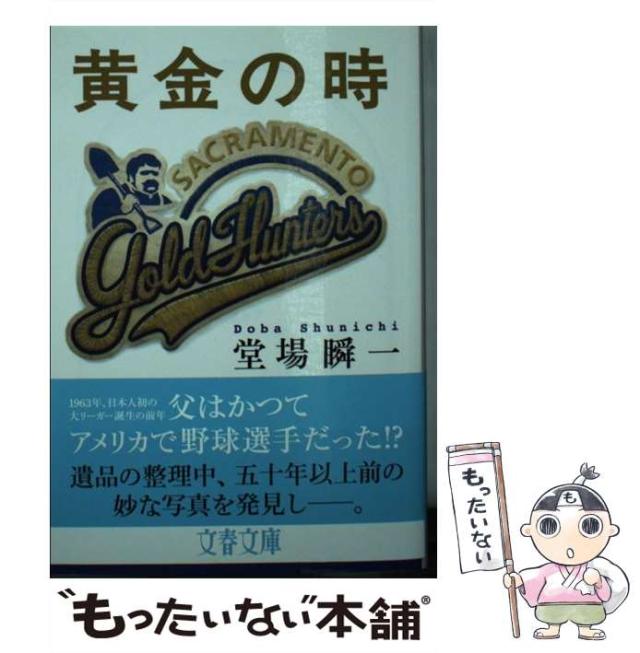 黄金の時
SACRAMENTO
Gold Hunters
Doba Shunichi
堂場瞬一
1963年、日本人初の
大リーガー誕生の前年
父はかつて
アメリカで野球選手だった!?
遺品の整理中、五十年以上前の
妙な写真を発見し――。
文春文庫
も
もったいない
“もったいない”本舗®